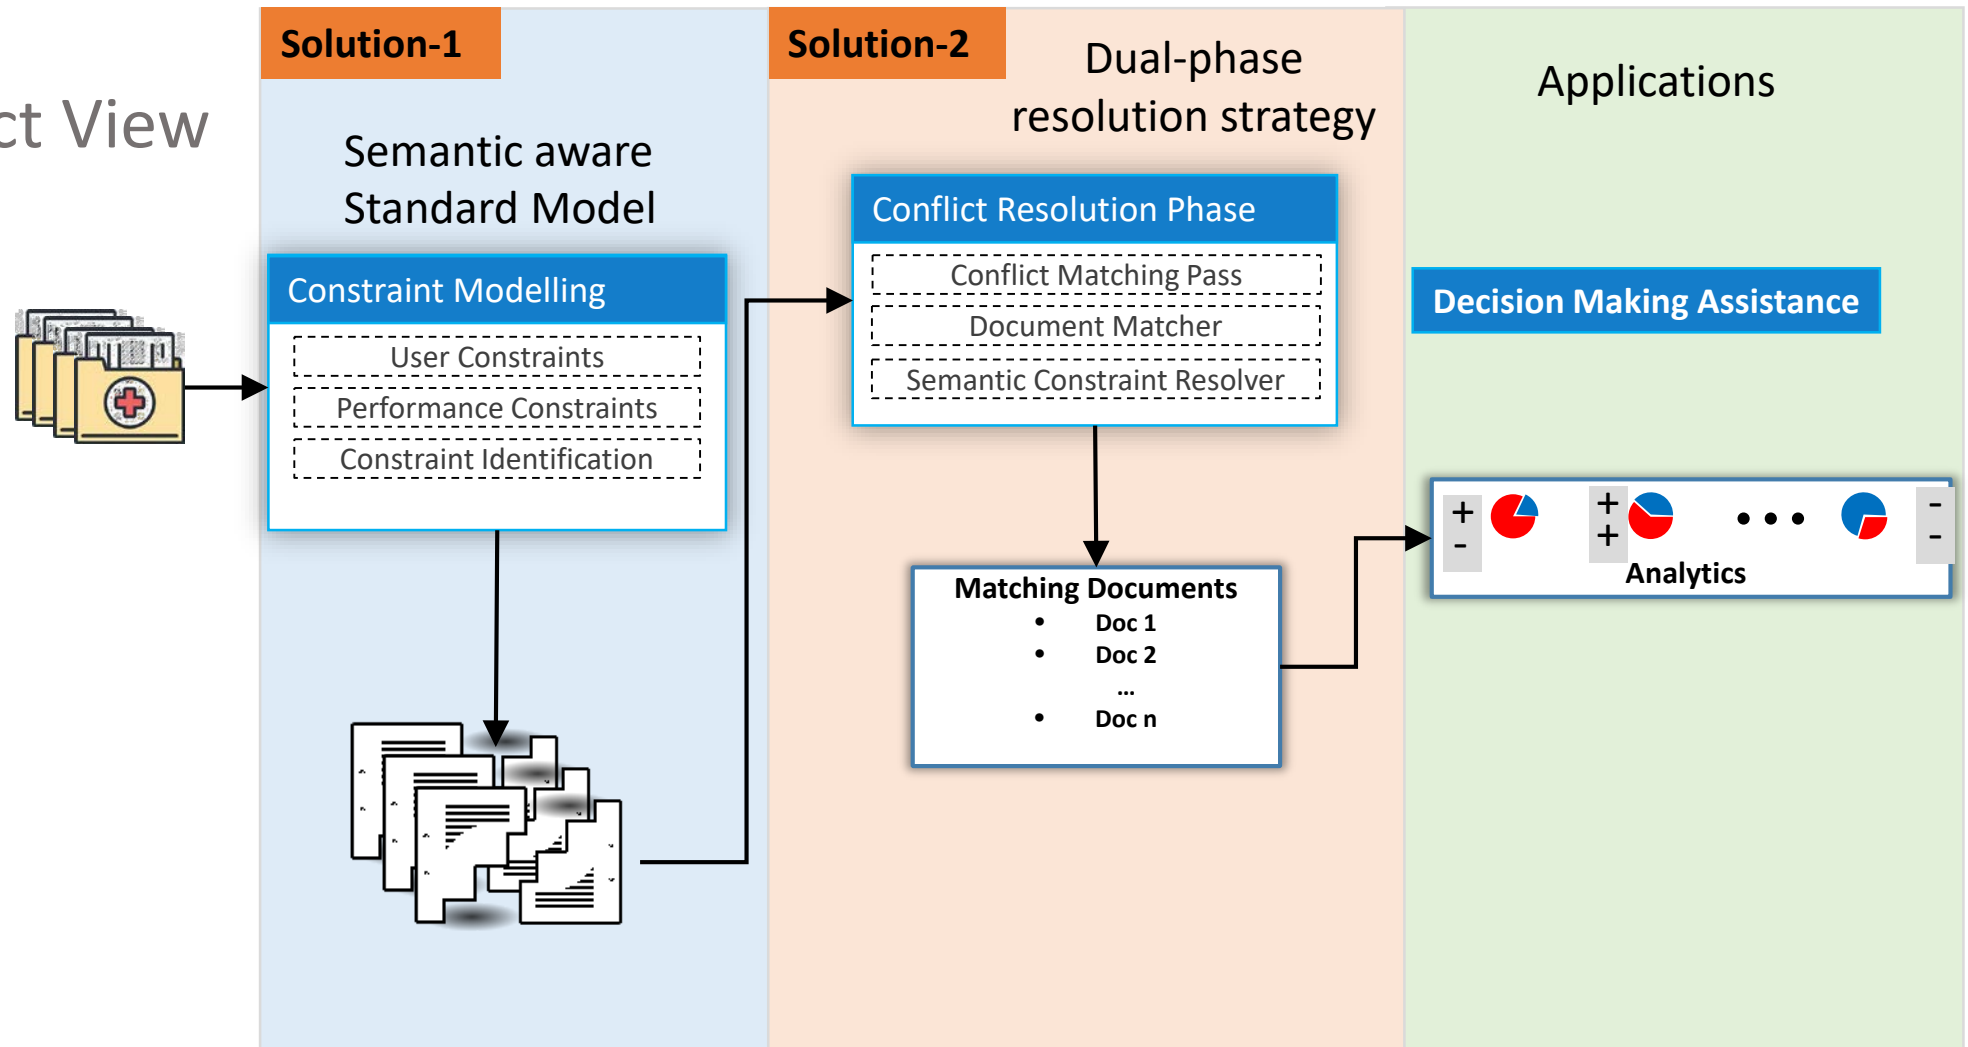 ct View
Solution-1
Semantic aware
Standard Model
Constraint Modelling
User Constraints
Performance Constraints
Constraint Identification
Solution-2
Dual-phase
resolution strategy
Conflict Resolution Phase
Conflict Matching Pass
Document Matcher
Semantic Constraint Resolver
Matching Documents
• Doc 1
• Doc 2
...
• Doc n
Applications
Decision Making Assistance
+ + • • • -
- + -
Analytics